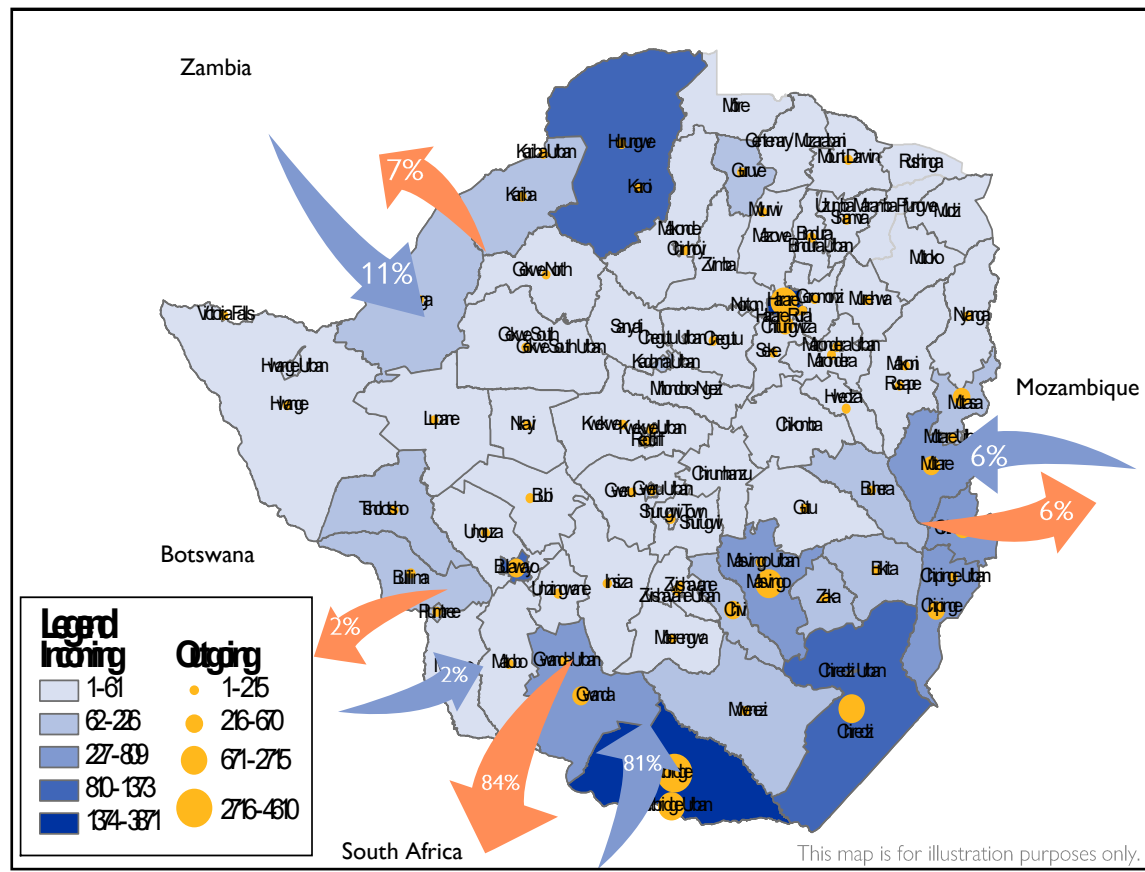 Zambia
Mbire
Centenary
Muzarabani
Mount Darwin
Rushinga
Kariba Urban
7%
Hurungwe
Guruve
Kariba
Karoi
Mudzi
Makonde
Chinhoyi
Mazowe
Bindura
Bindura Urban
Shamva
Mutoko
11%
Gokwe North
Zvimba
Victoria Falls
Norton
Harare
Harare Rural
Chitungwiza
Goromonzi
Murehwa
Nyanga
Gokwe South
Gokwe South Urban
Sanyati
Chegutu Urban
Chegutu
Kadoma Urban
Seke
Marondera Urban
Marondera
Makoni
Rusape
Hwange Urban
Hwange
Mhondoro-Ngezi
Hwedza
Mozambique
Mutasa
Lupane
Nkayi
Kwekwe
Kwekwe Urban
Redcliff
Chikomba
6%
Mutare
Chirumhanzu
Gweru
Gweru Urban
Buhera
Tsholotsho
Bubi
Shurugwi Town
Shurugwi
Gutu
6%
Umguza
Botswana
Bulawayo
Bulilima
Umzingwane
Insiza
Zvishavane
Zvishavane Urban
Masvingo Urban
Masvingo
Bikita
Chipinge Urban
Chipinge
Zaka
Chivi
Plumtree
2%
Mberengwa
Matobo
Gwanda Urban
Gwanda
2%
Chiredzi Urban
Chiredzi
Mwenezi
84%
81%
South Africa
Legend
Incoming
Outgoing
1-61
62-226
227-809
810-1373
1374-3871
1-215
216-670
671-2715
2716-4610
This map is for illustration purposes only.